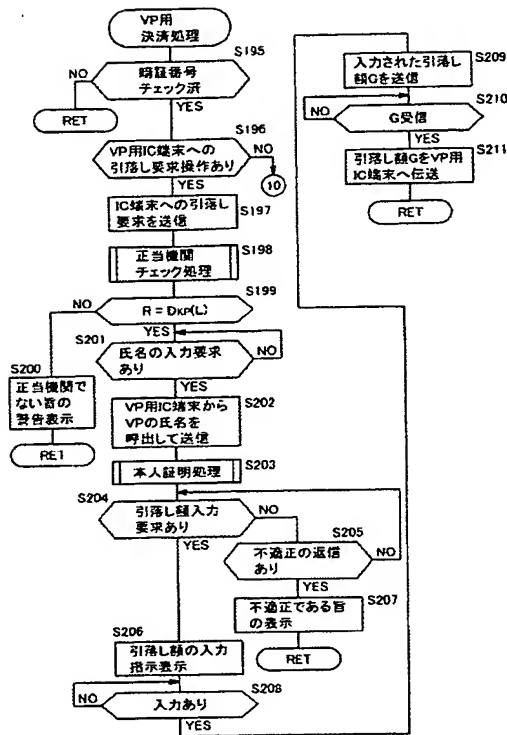 VP用
決済処理
S195
暗証番号
チェック済
NO
YES
RET
S196
VP用IC端末への
引落し要求操作あり
NO
10
YES
IC端末への引落し
要求を送信
S197
正当機関
チェック処理
S198
S199
R = DKP(L)
NO
YES
S201
氏名の入力要求
あり
NO
YES
S200
正当機関で
ない旨の
警告表示
RET
VP用IC端末から
VPの氏名を
呼出して送信
S202
本人証明処理
S203
S204
引落し額入力
要求あり
NO
YES
S205
不適正の返信
あり
NO
YES
S207
不適正である旨
の表示
RET
S206
引落し額の入力
指示表示
NO
S208
入力あり
YES
S209
入力された引落し
額Gを送信
S210
NO
G受信
YES
S211
引落し額GをVP用
IC端末へ伝送
RET